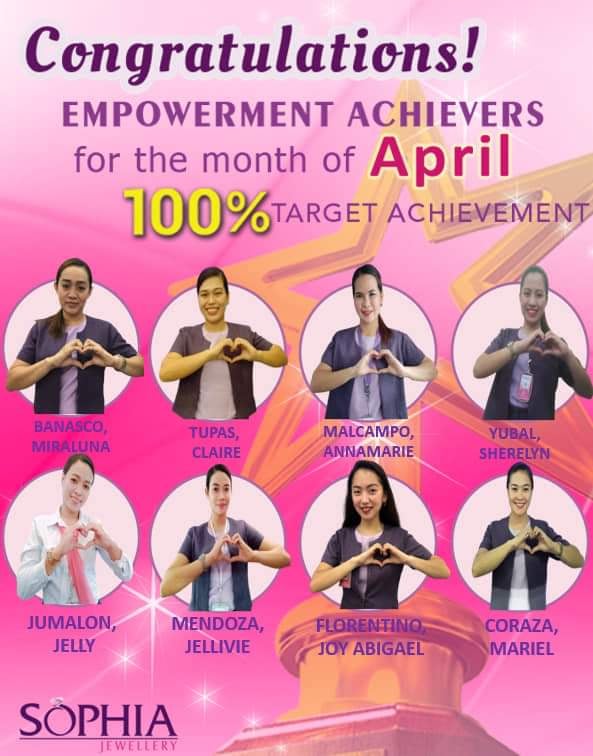 Congratulations!
EMPOWERMENT ACHIEVERS
for the month of April
100% TARGET ACHIEVEMENT
BANASCO,
MIRALUNA
TUPAS,
CLAIRE
MALCAMPO,
ANNAMARIE
YUBAL,
SHERELYN
JUMALON,
JELLY
MENDOZA,
JELLIVIE
FLORENTINO,
JOY ABIGAEL
CORAZA,
MARIEL
SOPHIA
JEWELLERY